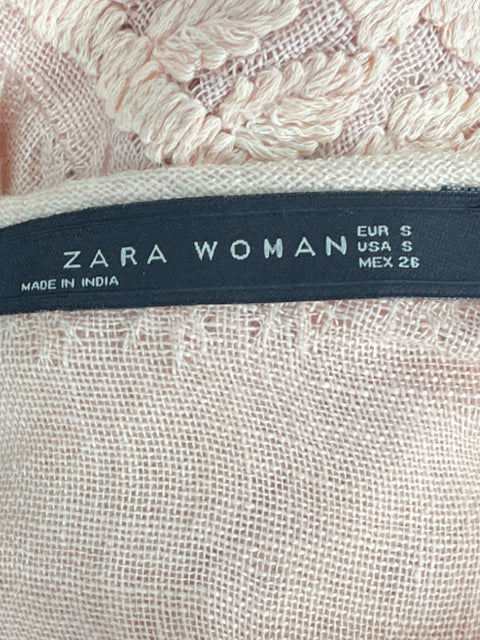 ZARA WOMAN
EUR S
USA S
MEX 26
MADE IN INDIA